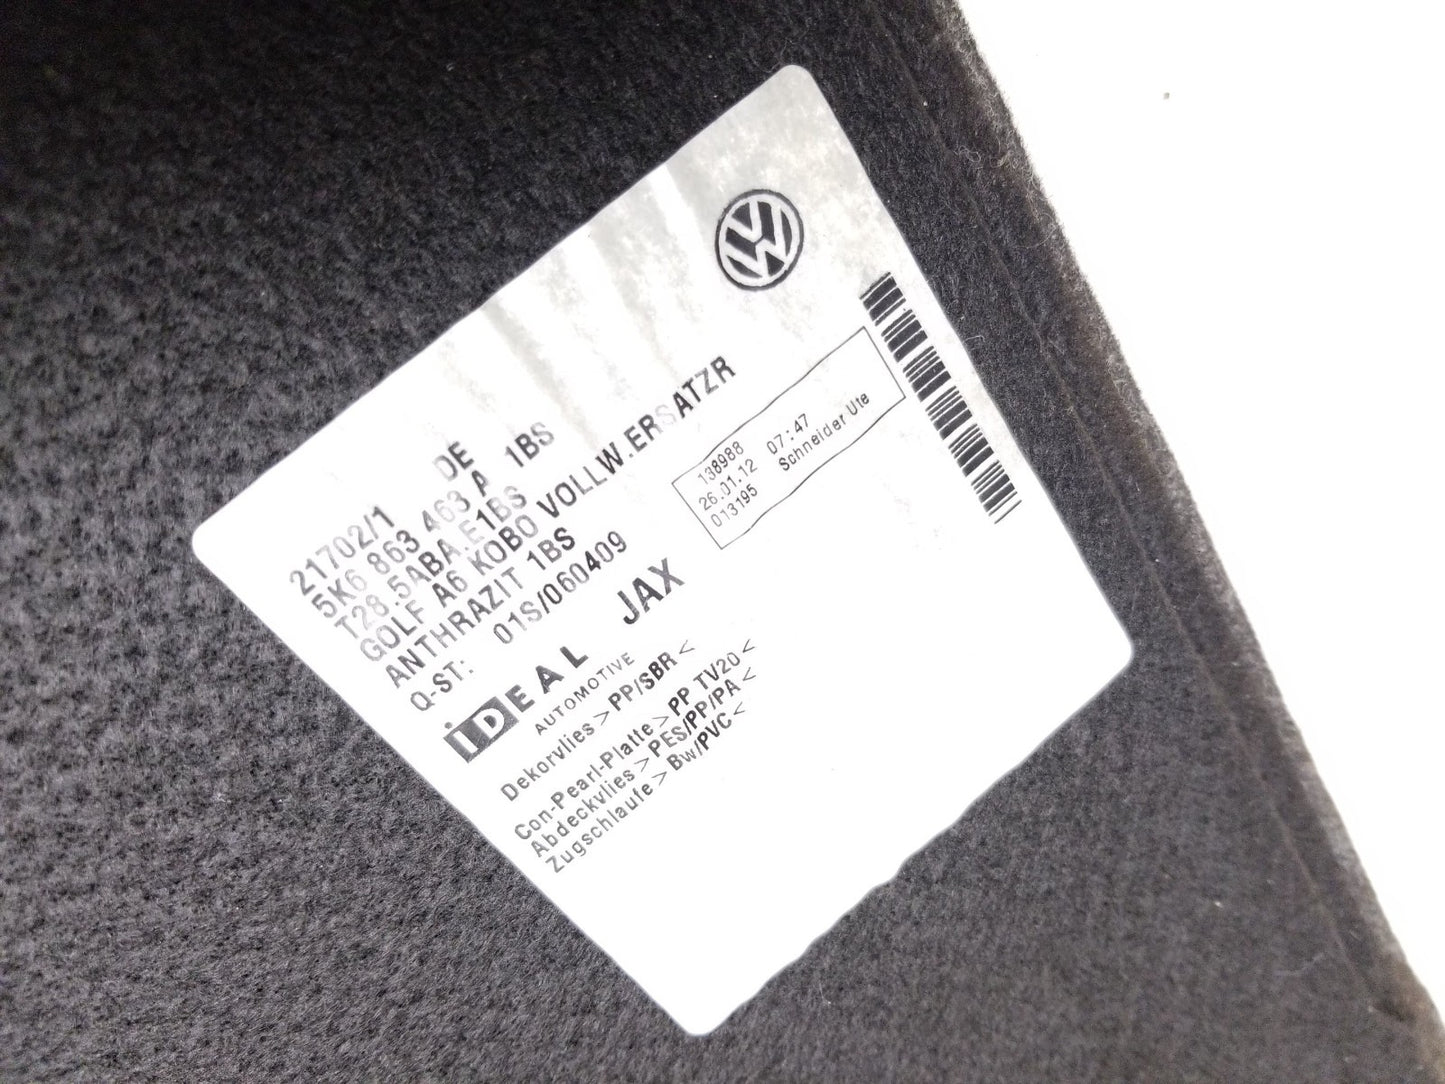 21702/1 DE
5K6 863 463 A 1BS
T28.5ABA.E1BS
GOLF A6 KOBO VOLLW.ERSATZR
ANTHRAZIT 1BS
Q-ST: 01S/060409
138988
26.01.12 07:47
013195 Schneider Ute
iDEAL JAX
AUTOMOTIVE
Dekorvlies > PP/SBR <
Con-Pearl-Platte > PP TV20 <
Abdeckvlies > PES/PP/PA <
Zugschlaufe > Bw/PVC <